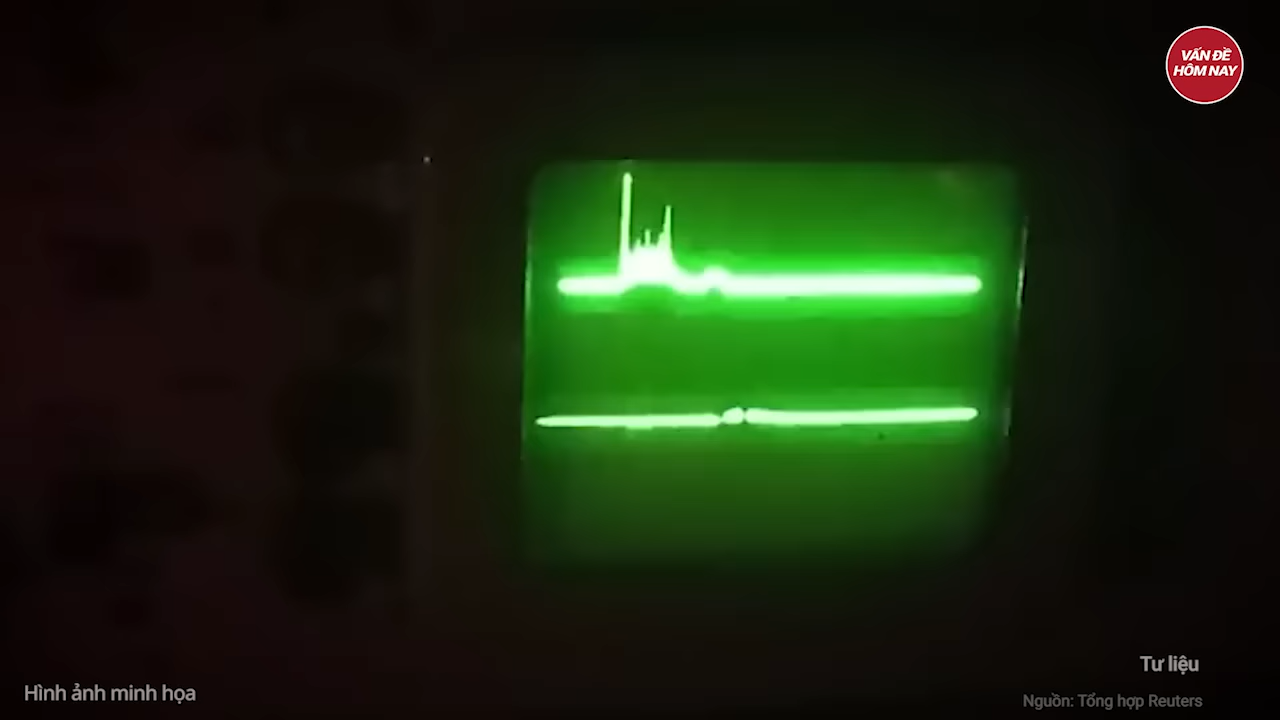 VẤN ĐỀ
HÔM NAY
Tư liệu
Hình ảnh minh họa
Nguồn: Tổng hợp Reuters